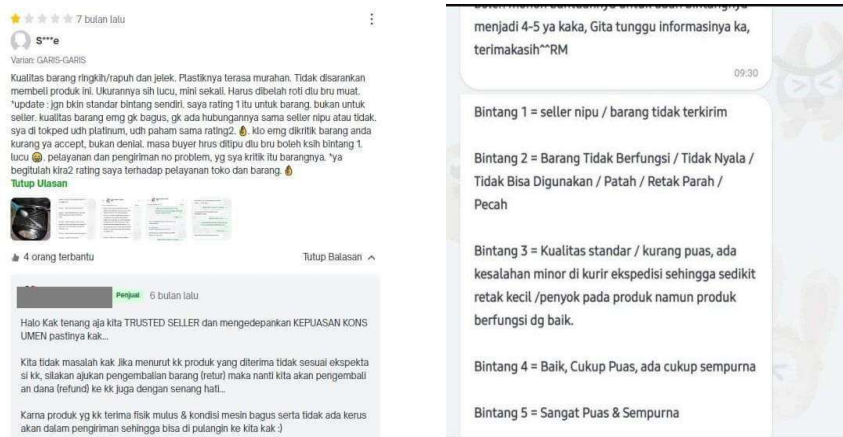 7 bulan lalu
S***e
Varian: GARIS-GARIS
Kualitas barang ringkih/rapuh dan jelek. Plastiknya terasa murahan. Tidak disarankan
membeli produk ini. Ukurannya sih lucu, mini sekali. Harus dibelah roti dlu bru muat.
*update : jgn bkin standar bintang sendiri. saya rating 1 itu untuk barang. bukan untuk
seller. kualitas barang emg gk bagus, gk ada hubungannya sama seller nipu atau tidak.
sya di tokped udh platinum, udh paham sama rating2. 👌. klo emg dikritik barang anda
kurang ya accept, bukan denial. masa buyer hrus ditipu dlu bru boleh ksih bintang 1.
lucu 😂. pelayanan dan pengiriman no problem, yg sya kritik itu barangnya. *ya
begitulah kira2 rating saya terhadap pelayanan toko dan barang. 👌
Tutup Ulasan
4 orang terbantu
Tutup Balasan
Penjual 6 bulan lalu
Halo Kak tenang aja kita TRUSTED SELLER dan mengedepankan KEPUASAN KONS
UMEN pastinya kak...
Kita tidak masalah kak Jika menurut kk produk yang diterima tidak sesuai ekspekta
si kk, silakan ajukan pengembalian barang (retur) maka nanti kita akan pengembali
an dana (refund) ke kk juga dengan senang hati...
Karna produk yg kk terima fisik mulus & kondisi mesin bagus serta tidak ada kerus
akan dalam pengiriman sehingga bisa di pulangin ke kita kak :)
menjadi 4-5 ya kaka, Gita tunggu informasinya ka,
terimakasih^^RM
09:30
Bintang 1 = seller nipu / barang tidak terkirim
Bintang 2 = Barang Tidak Berfungsi / Tidak Nyala /
Tidak Bisa Digunakan / Patah / Retak Parah /
Pecah
Bintang 3 = Kualitas standar / kurang puas, ada
kesalahan minor di kurir ekspedisi sehingga sedikit
retak kecil /penyok pada produk namun produk
berfungsi dg baik.
Bintang 4 = Baik, Cukup Puas, ada cukup sempurna
Bintang 5 = Sangat Puas & Sempurna